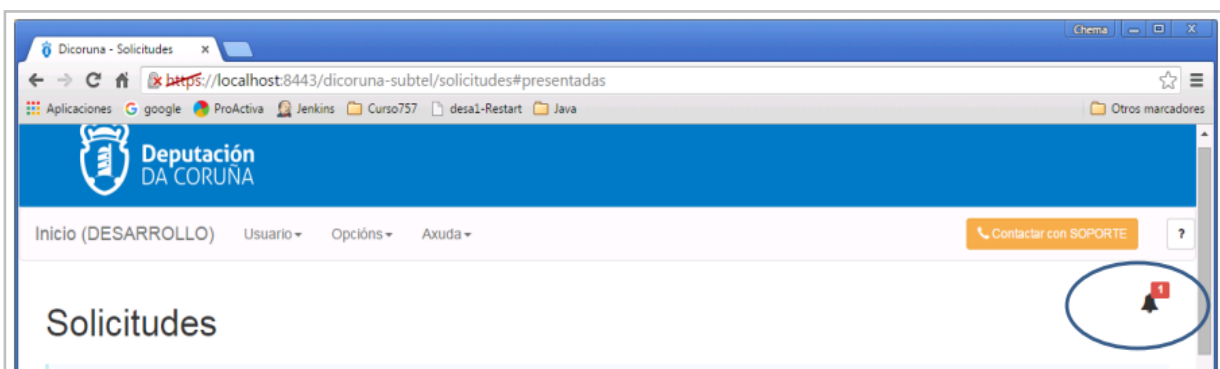 Chema
Dicoruna - Solicitudes
https://localhost:8443/dicoruna-subtel/solicitudes#presentadas
Aplicaciones google ProActiva Jenkins Curso757 desa1-Restart Java Otros marcadores
Deputación
DA CORUÑA
Inicio (DESARROLLO) Usuario Opcións Axuda Contactar con SOPORTE ?
1
Solicitudes